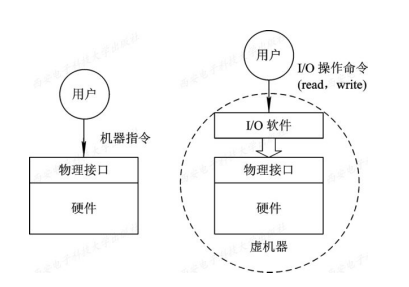 用户
机器指令
物理接口
硬件
用户
I/O 操作命令
(read，write)
I/O 软件
物理接口
硬件
虚机器